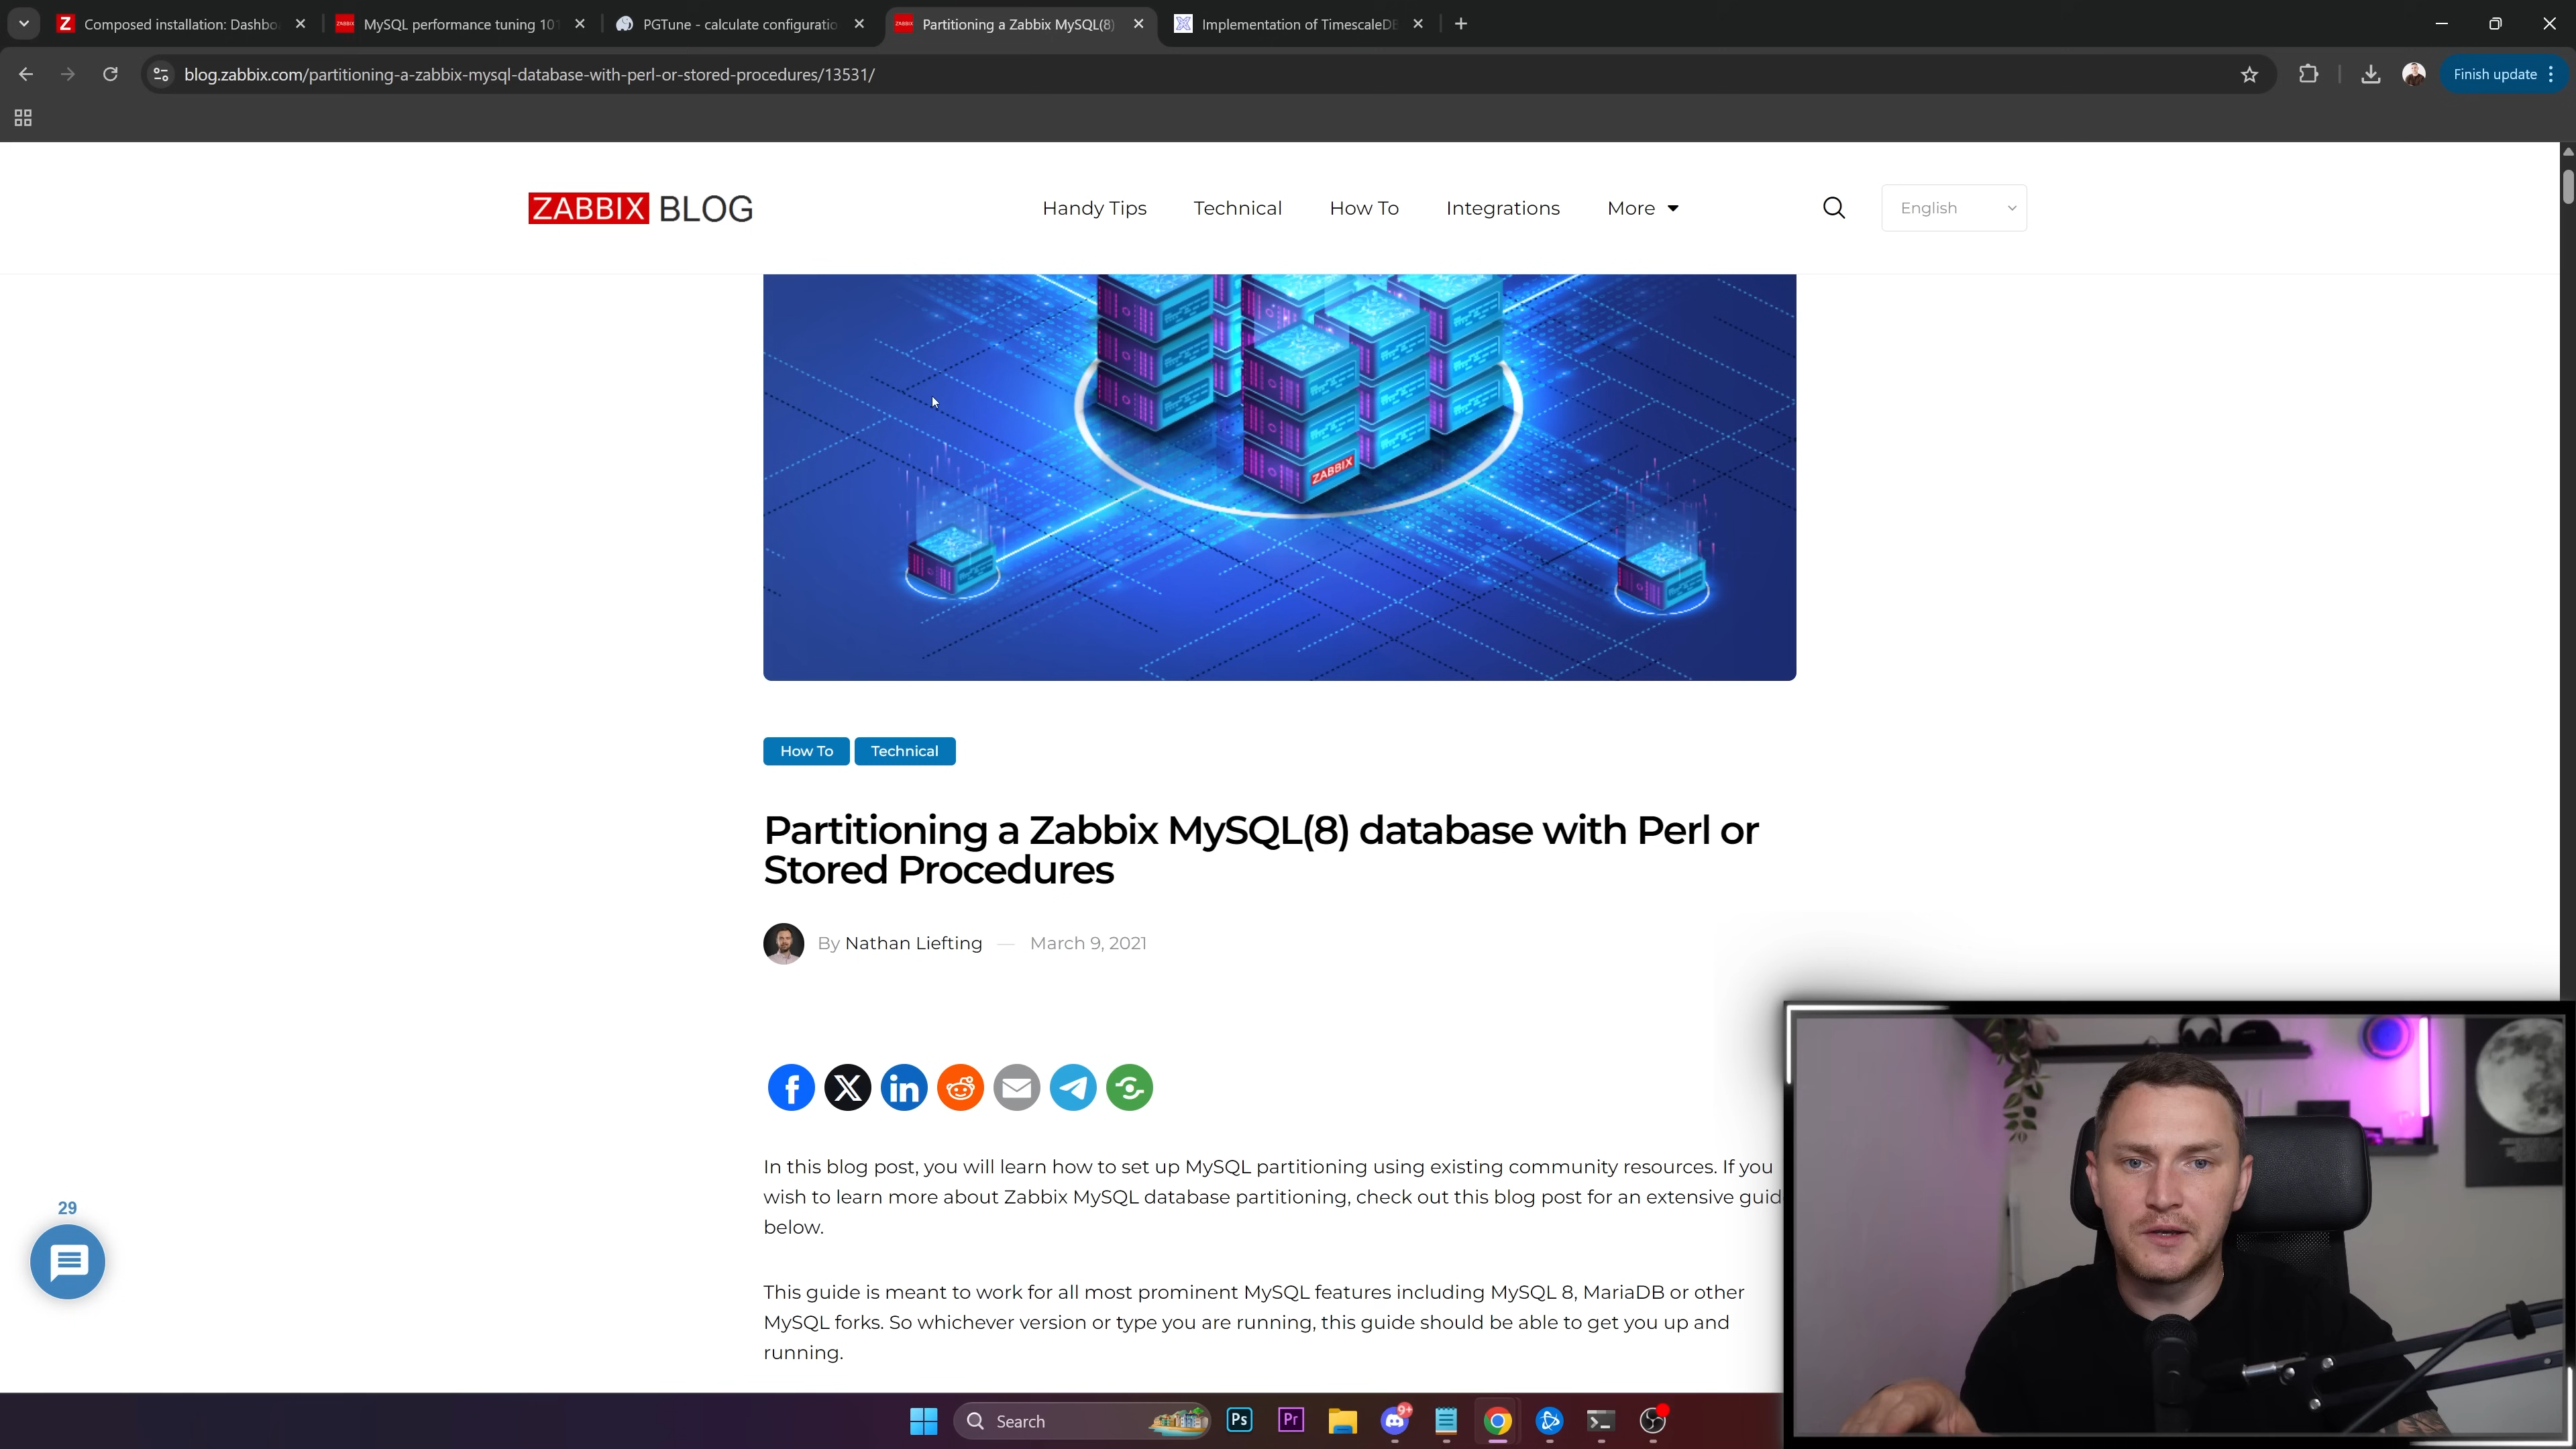 Composed installation: Dashbo
MySQL performance tuning 101
PGTune - calculate configuratio
Partitioning a Zabbix MySQL(8)
Implementation of TimescaleDB
blog.zabbix.com/partitioning-a-zabbix-mysql-database-with-perl-or-stored-procedures/13531/
Finish update
ZABBIX BLOG
Handy Tips
Technical
How To
Integrations
More
English
ZABBIX
How To
Technical
Partitioning a Zabbix MySQL(8) database with Perl or
Stored Procedures
By Nathan Liefting — March 9, 2021
In this blog post, you will learn how to set up MySQL partitioning using existing community resources. If you
wish to learn more about Zabbix MySQL database partitioning, check out this blog post for an extensive guid
below.
29
This guide is meant to work for all most prominent MySQL features including MySQL 8, MariaDB or other
MySQL forks. So whichever version or type you are running, this guide should be able to get you up and
running.
Search
Ps
Pr
9+